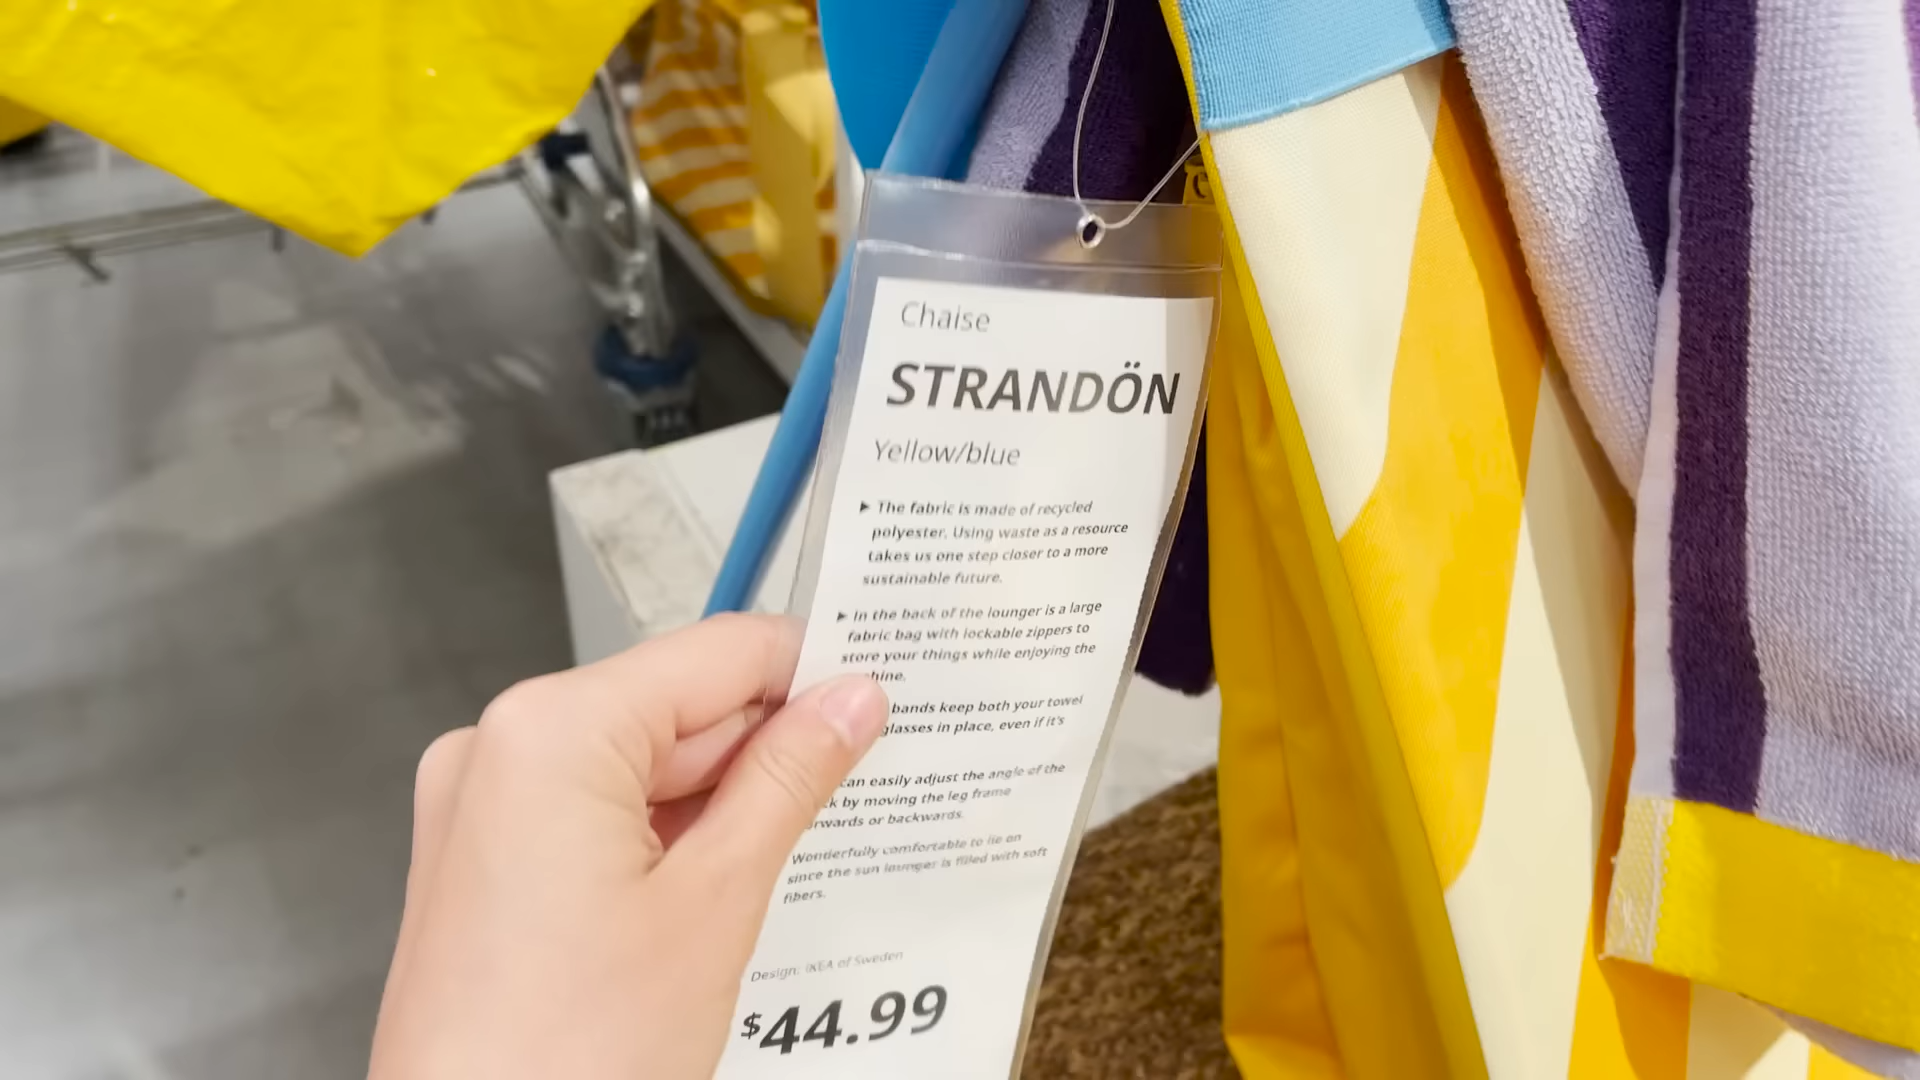 Chaise
STRANDÖN
Yellow/blue
▶ The fabric is made of recycled
polyester. Using waste as a resource
takes us one step closer to a more
sustainable future.
▶ In the back of the lounger is a large
fabric bag with lockable zippers to
store your things while enjoying the
hine.
bands keep both your towel
glasses in place, even if it's
can easily adjust the angle of the
k by moving the leg frame
rwards or backwards.
Wonderfully comfortable to lie on
since the sun lounger is filled with soft
fibers.
Design: IKEA of Sweden
$44.99